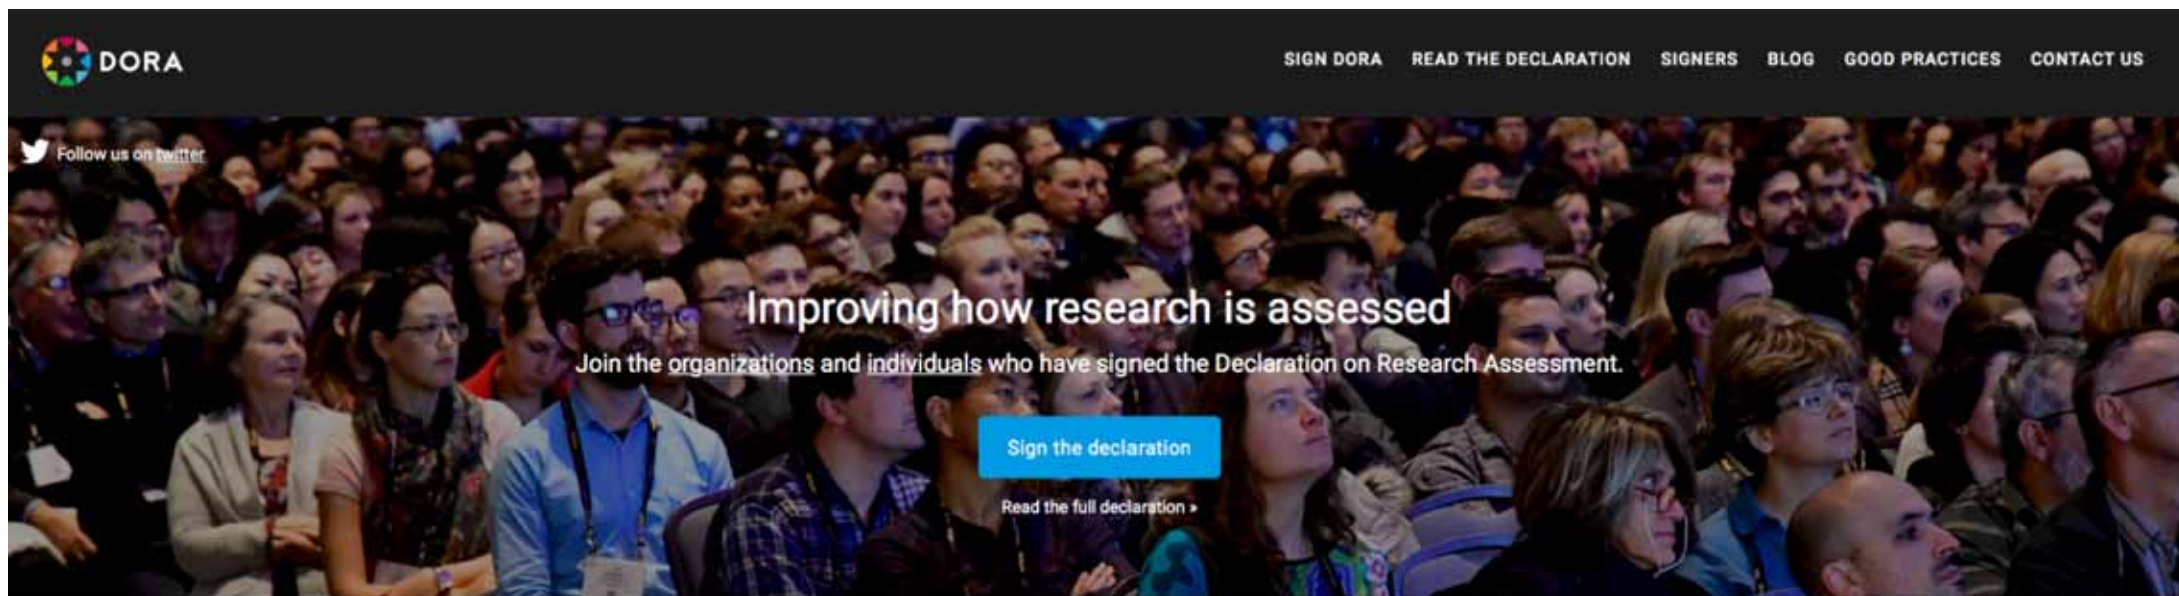 DORA
SIGN DORA READ THE DECLARATION SIGNERS BLOG GOOD PRACTICES CONTACT US
Follow us on twitter
Improving how research is assessed
Join the organizations and individuals who have signed the Declaration on Research Assessment.
Sign the declaration
Read the full declaration »